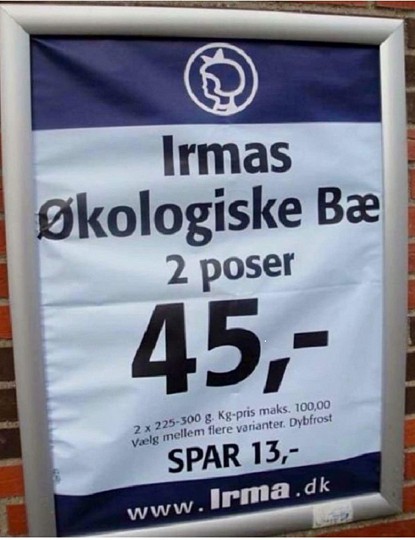 Irmas
Økologiske Bæ
2 poser
45,-
2 x 225-300 g. Kg-pris maks. 100,00
Vælg mellem flere varianter. Dybfrost
SPAR 13,-
www.Irma.dk